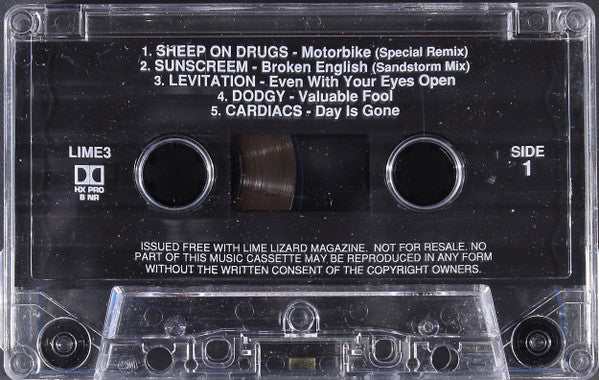 1. SHEEP ON DRUGS - Motorbike (Special Remix)
2. SUNSCREEM - Broken English (Sandstorm Mix)
3. LEVITATION - Even With Your Eyes Open
4. DODGY - Valuable Fool
5. CARDIACS - Day Is Gone
LIME3
SIDE
1
HX PRO
B NR
ISSUED FREE WITH LIME LIZARD MAGAZINE. NOT FOR RESALE. NO
PART OF THIS MUSIC CASSETTE MAY BE REPRODUCED IN ANY FORM
WITHOUT THE WRITTEN CONSENT OF THE COPYRIGHT OWNERS.